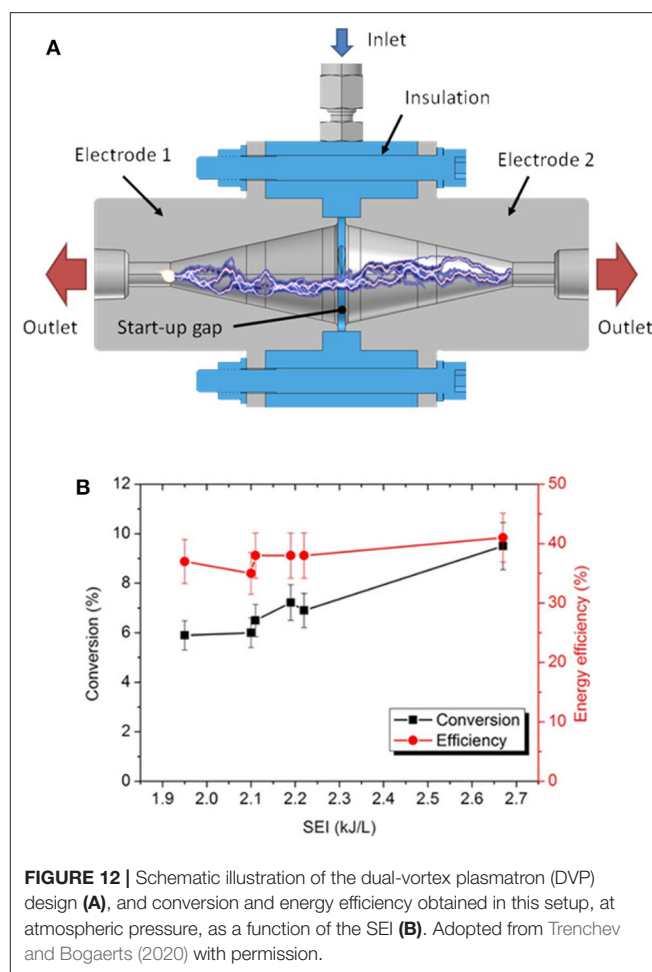 A
Inlet
Insulation
Electrode 1
Electrode 2
Outlet
Start-up gap
Outlet
B
12
10
8
6
4
2
0
Conversion (%)
50
40
30
20
10
0
Energy efficiency (%)
Conversion
Efficiency
1.9 2.0 2.1 2.2 2.3 2.4 2.5 2.6 2.7
SEI (kJ/L)
FIGURE 12 | Schematic illustration of the dual-vortex plasmatron (DVP)
design (A), and conversion and energy efficiency obtained in this setup, at
atmospheric pressure, as a function of the SEI (B). Adopted from Trenchev
and Bogaerts (2020) with permission.